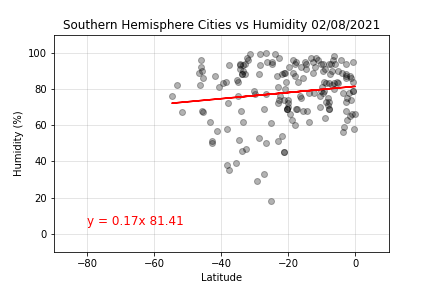 Southern Hemisphere Cities vs Humidity 02/08/2021
Humidity (%)
100
80
60
40
20
0
y = 0.17x 81.41
−80 −60 −40 −20 0
Latitude